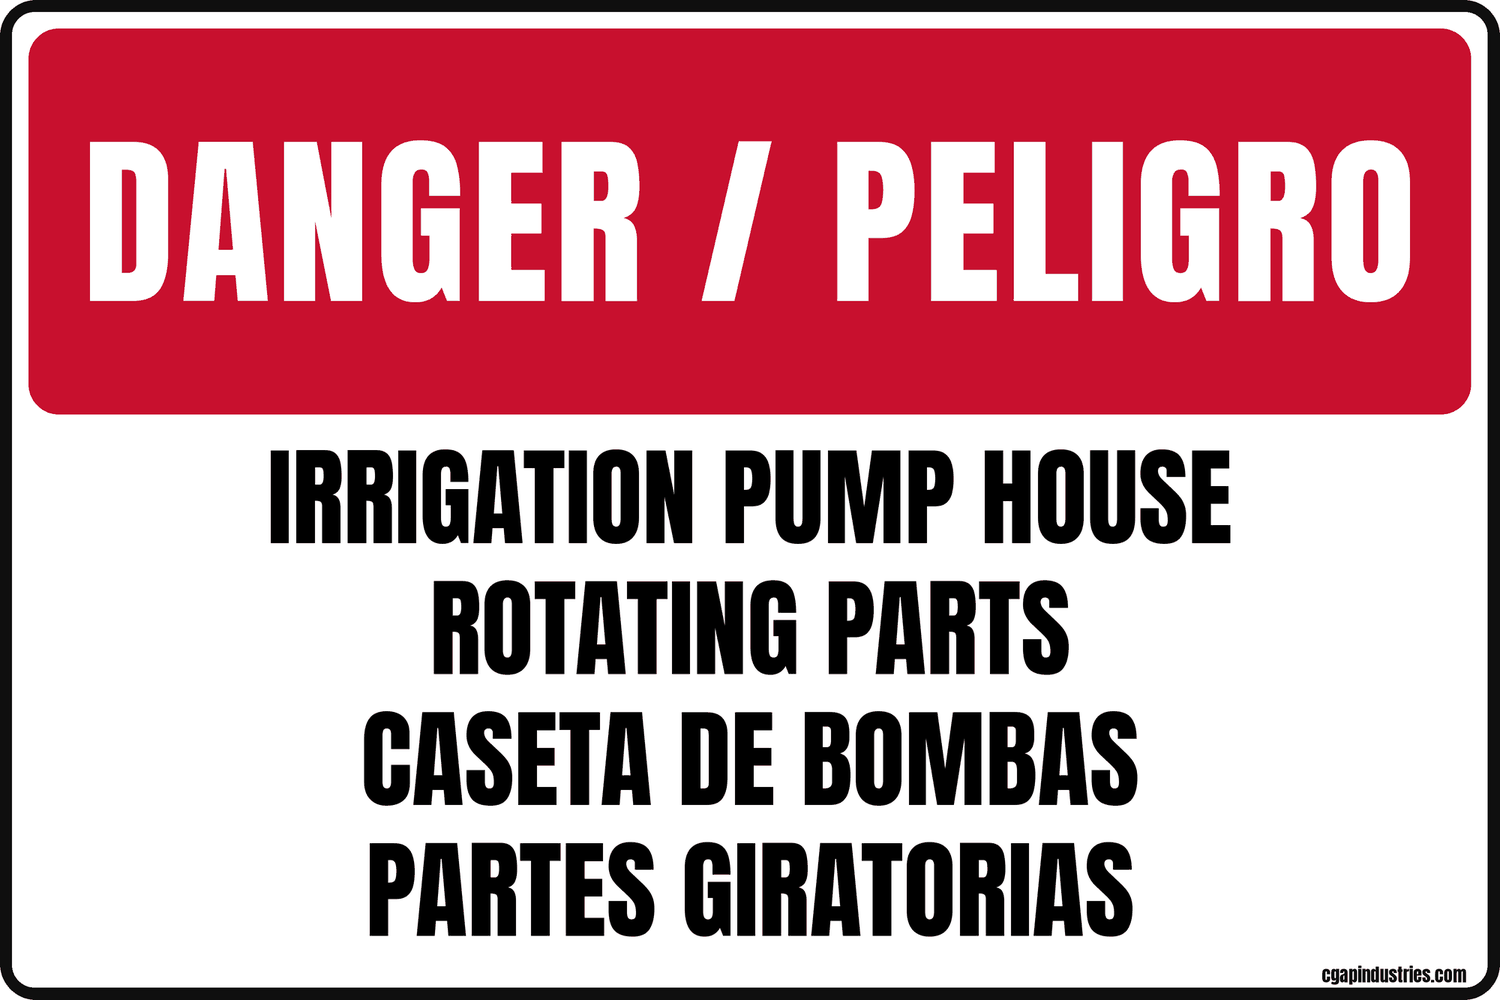 DANGER / PELIGRO
IRRIGATION PUMP HOUSE
ROTATING PARTS
CASETA DE BOMBAS
PARTES GIRATORIAS
cgapindustries.com